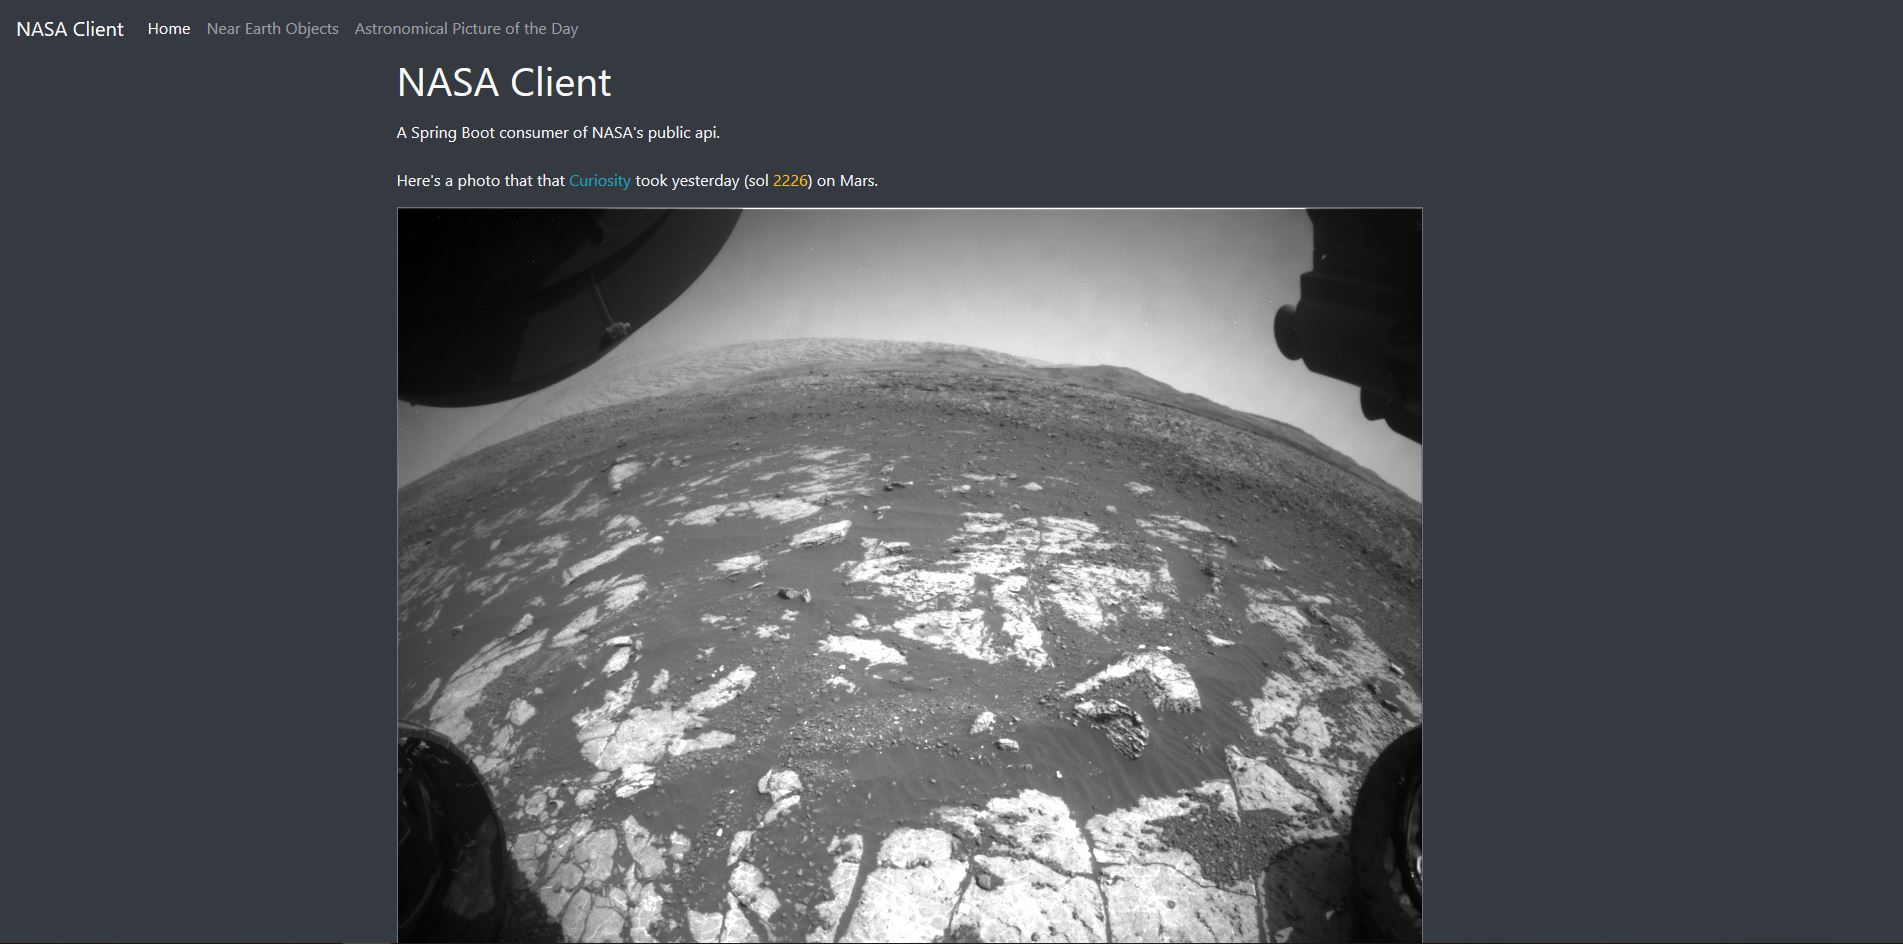 NASA Client Home Near Earth Objects Astronomical Picture of the Day
NASA Client
A Spring Boot consumer of NASA's public api.
Here's a photo that that Curiosity took yesterday (sol 2226) on Mars.